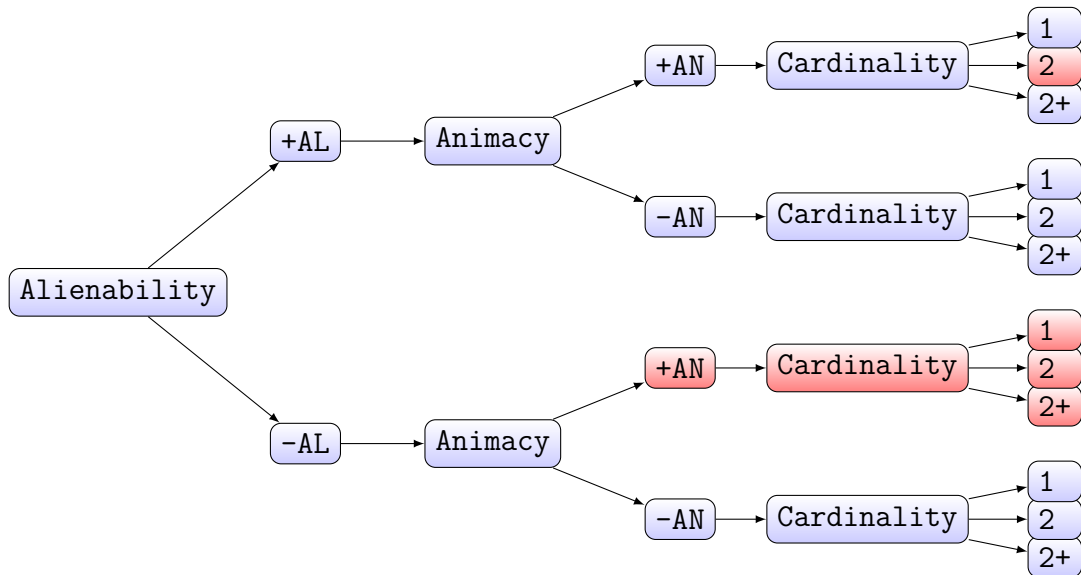 Alienability
+AL
Animacy
+AN
Cardinality
1
2
2+
-AN
Cardinality
1
2
2+
-AL
Animacy
+AN
Cardinality
1
2
2+
-AN
Cardinality
1
2
2+